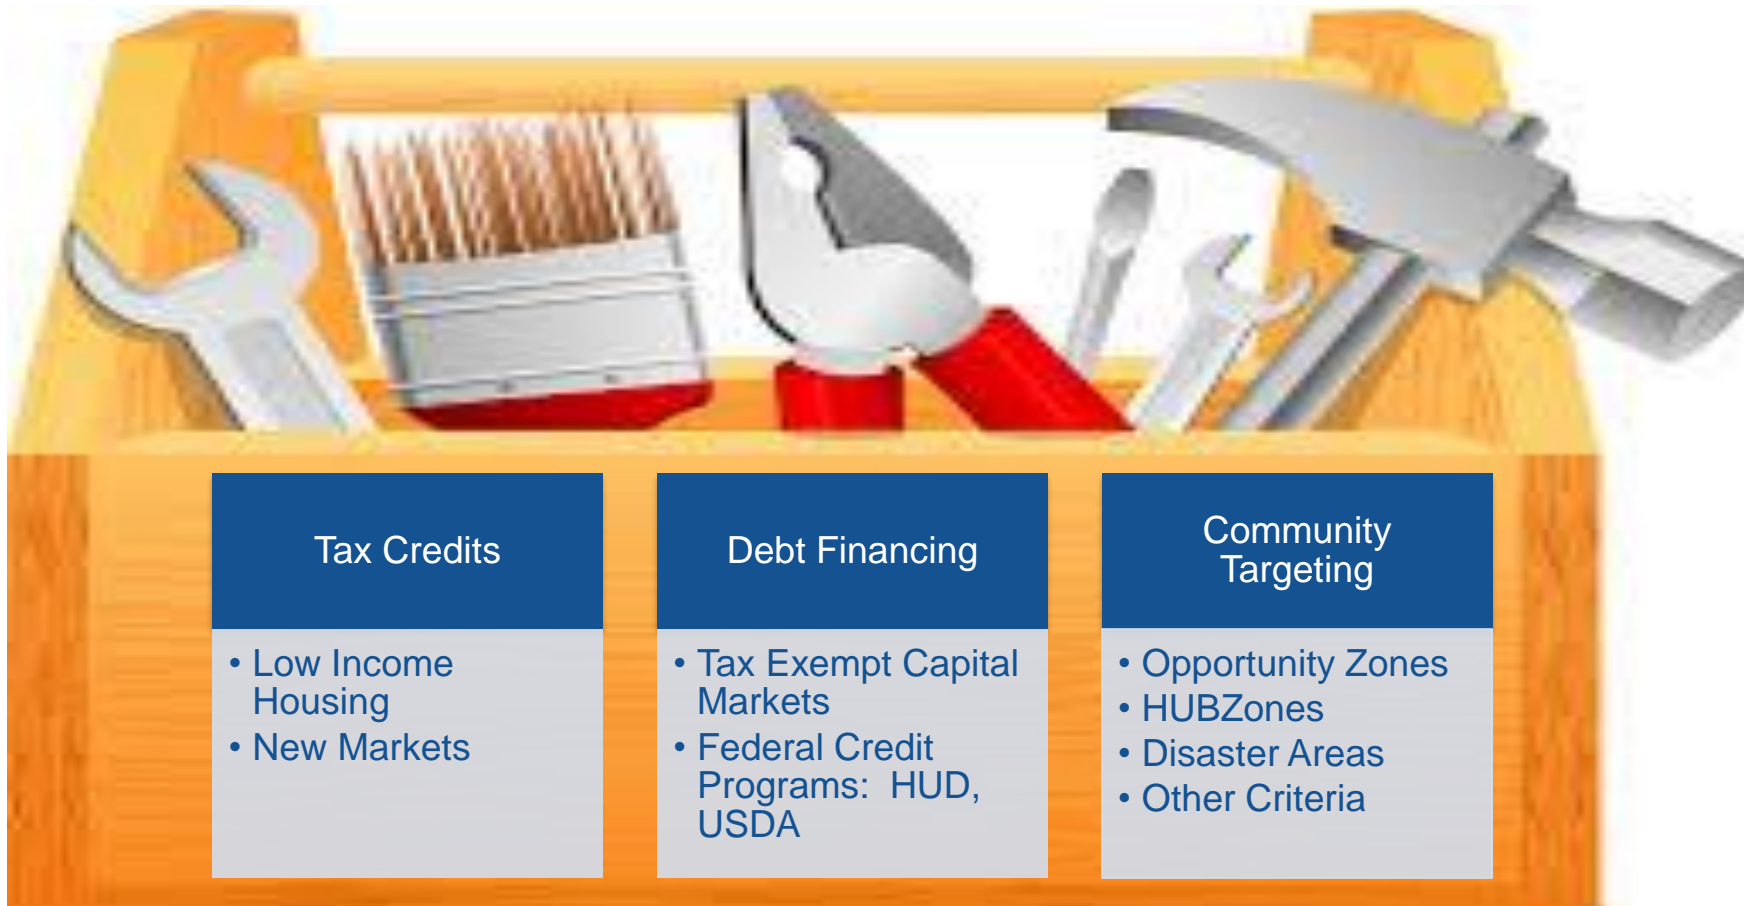 Tax Credits
• Low Income
Housing
• New Markets
Debt Financing
• Tax Exempt Capital
Markets
• Federal Credit
Programs:  HUD,
USDA
Community
Targeting
• Opportunity Zones
• HUBZones
• Disaster Areas
• Other Criteria